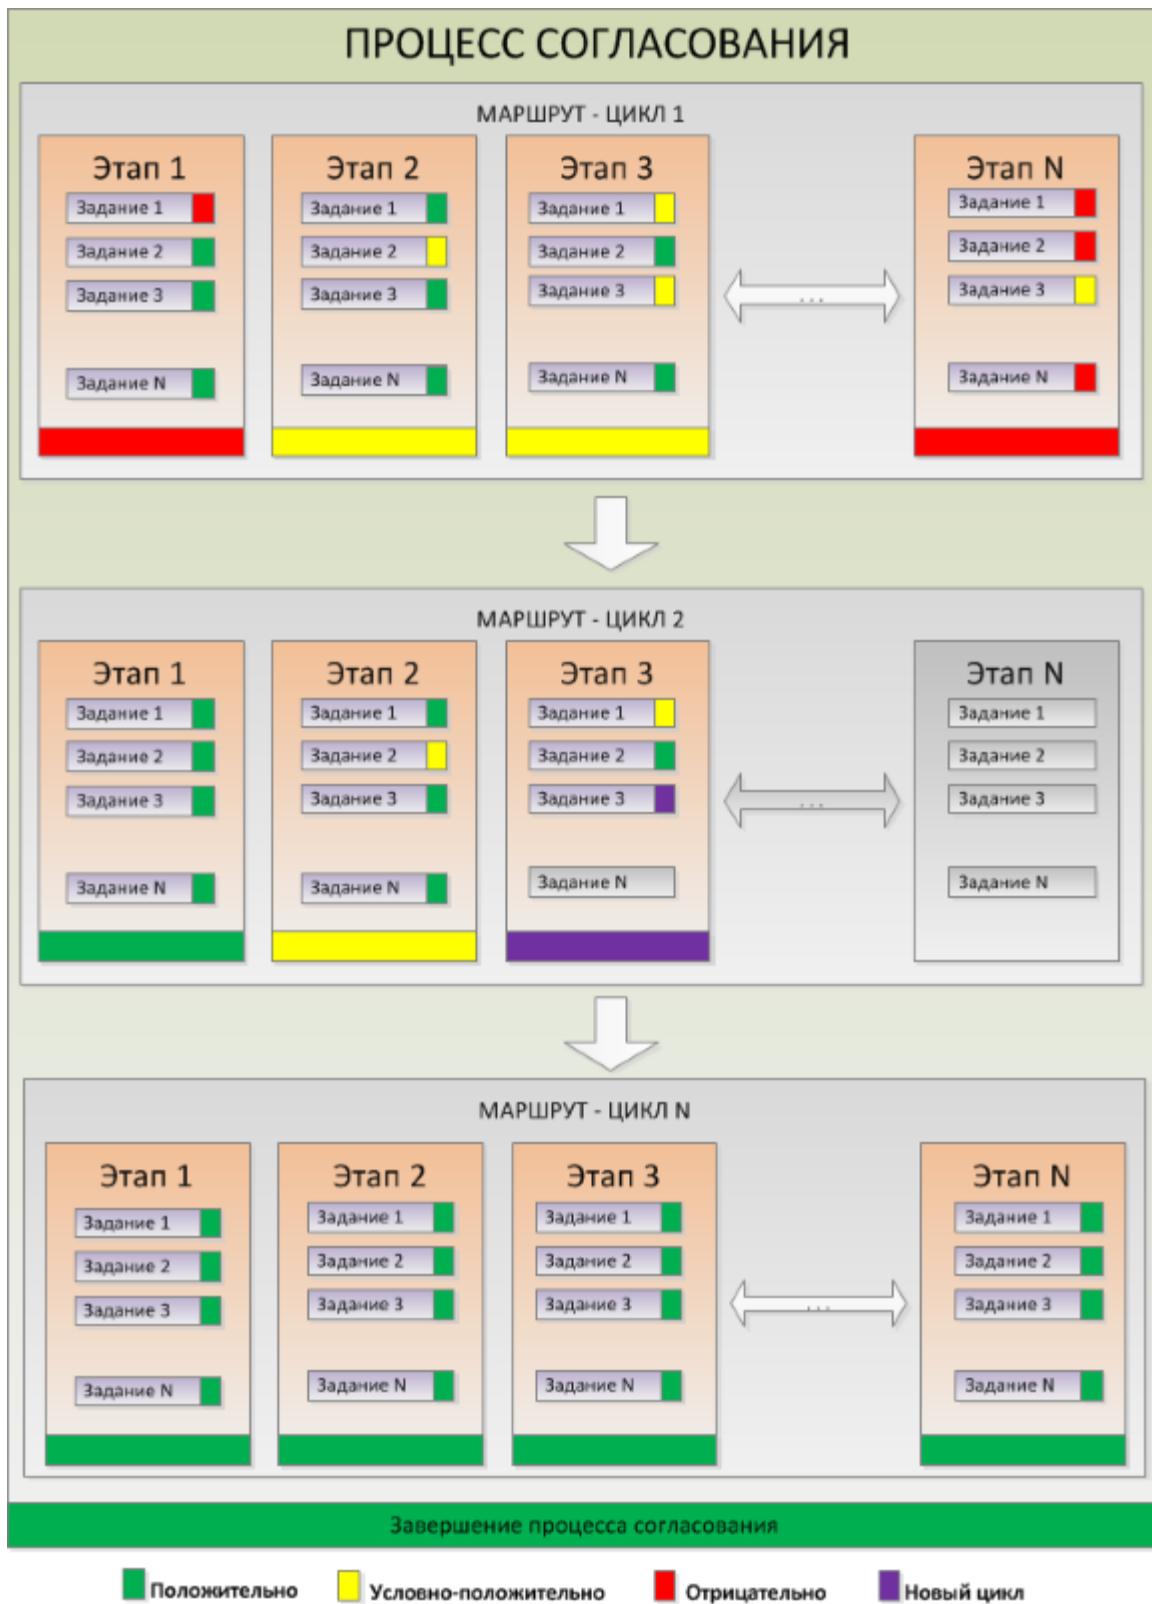 ПРОЦЕСС СОГЛАСОВАНИЯ
МАРШРУТ - ЦИКЛ 1
Этап 1
Задание 1
Задание 2
Задание 3
Задание N
Этап 2
Задание 1
Задание 2
Задание 3
Задание N
Этап 3
Задание 1
Задание 2
Задание 3
Задание N
...
Этап N
Задание 1
Задание 2
Задание 3
Задание N
МАРШРУТ - ЦИКЛ 2
Этап 1
Задание 1
Задание 2
Задание 3
Задание N
Этап 2
Задание 1
Задание 2
Задание 3
Задание N
Этап 3
Задание 1
Задание 2
Задание 3
Задание N
...
Этап N
Задание 1
Задание 2
Задание 3
Задание N
МАРШРУТ - ЦИКЛ N
Этап 1
Задание 1
Задание 2
Задание 3
Задание N
Этап 2
Задание 1
Задание 2
Задание 3
Задание N
Этап 3
Задание 1
Задание 2
Задание 3
Задание N
...
Этап N
Задание 1
Задание 2
Задание 3
Задание N
Завершение процесса согласования
Положительно
Условно-положительно
Отрицательно
Новый цикл